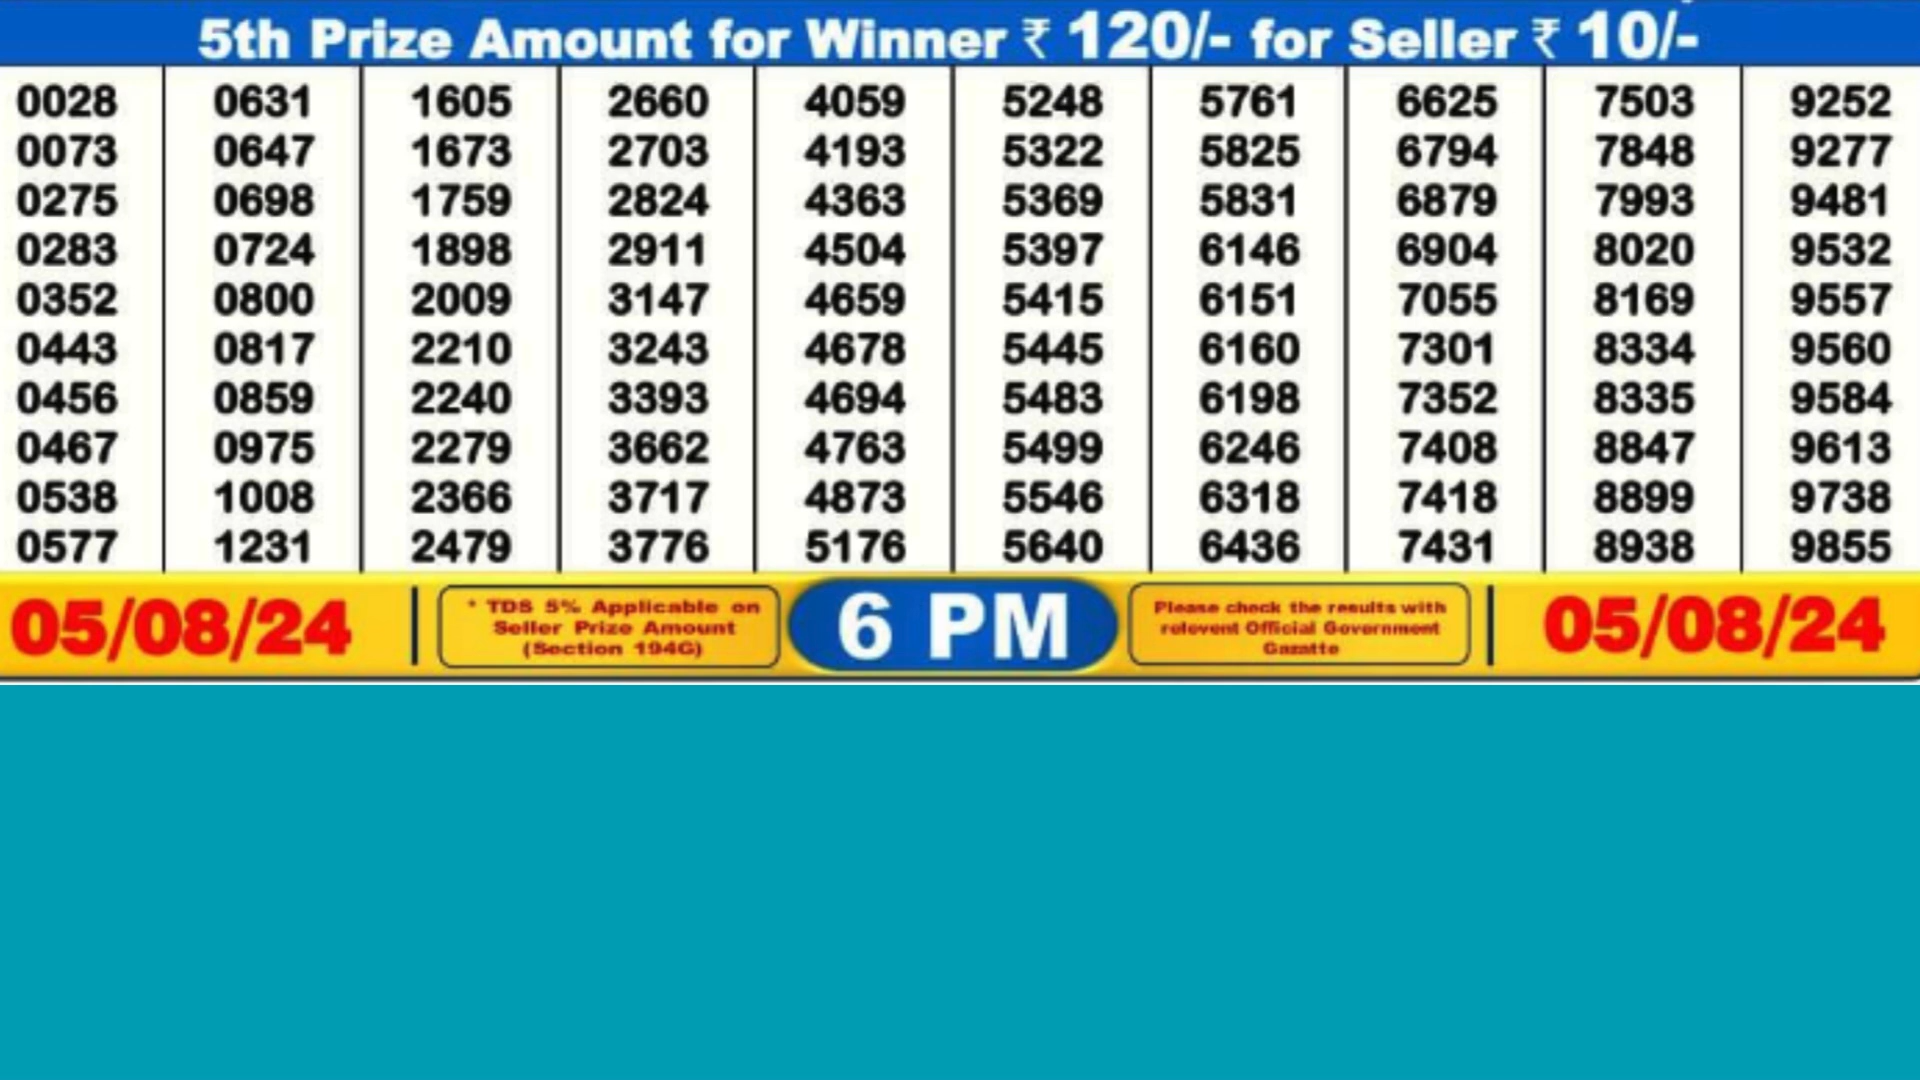 5th Prize Amount for Winner ₹ 120/- for Seller ₹ 10/-
0028 0631 1605 2660 4059 5248 5761 6625 7503 9252
0073 0647 1673 2703 4193 5322 5825 6794 7848 9277
0275 0698 1759 2824 4363 5369 5831 6879 7993 9481
0283 0724 1898 2911 4504 5397 6146 6904 8020 9532
0352 0800 2009 3147 4659 5415 6151 7055 8169 9557
0443 0817 2210 3243 4678 5445 6160 7301 8334 9560
0456 0859 2240 3393 4694 5483 6198 7352 8335 9584
0467 0975 2279 3662 4763 5499 6246 7408 8847 9613
0538 1008 2366 3717 4873 5546 6318 7418 8899 9738
0577 1231 2479 3776 5176 5640 6436 7431 8938 9855
05/08/24
* TDS 5% Applicable on
Seller Prize Amount
(Section 194G)
6 PM
Please check the results with
relevent Official Government
Gazatte
05/08/24